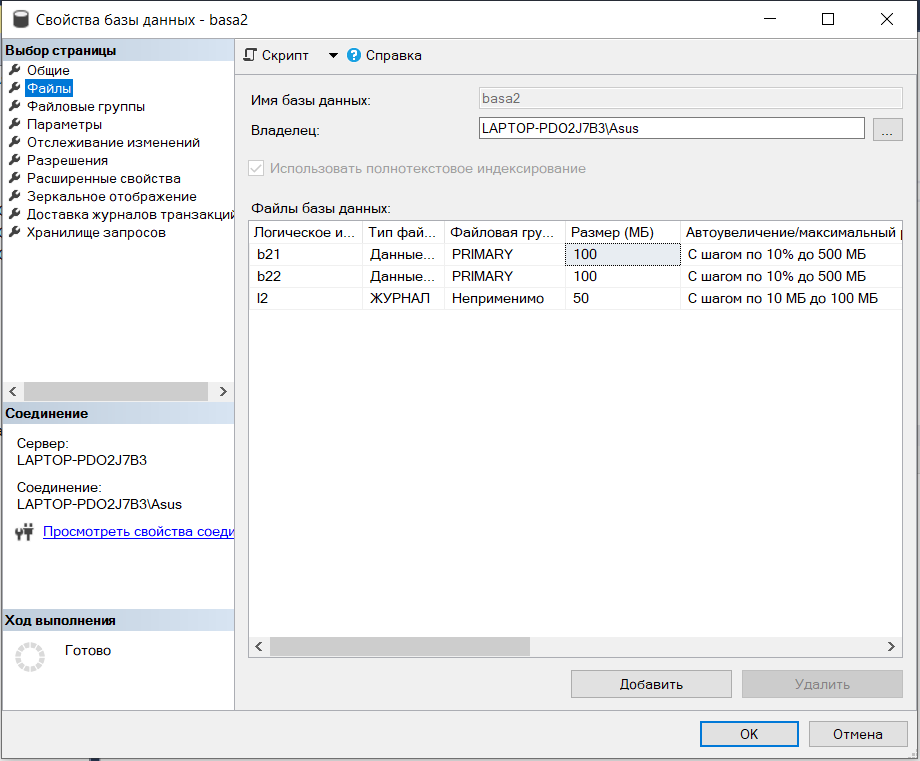 Свойства базы данных - basa2
Выбор страницы
Общие
Файлы
Файловые группы
Параметры
Отслеживание изменений
Разрешения
Расширенные свойства
Зеркальное отображение
Доставка журналов транзакций
Хранилище запросов
Соединение
Сервер:
LAPTOP-PDO2J7B3
Соединение:
LAPTOP-PDO2J7B3\Asus
Просмотреть свойства соеди
Ход выполнения
Готово
Скрипт Справка
Имя базы данных: basa2
Владелец: LAPTOP-PDO2J7B3\Asus ...
Использовать полнотекстовое индексирование
Файлы базы данных:
Логическое и... Тип фай... Файловая гру... Размер (МБ) Автоувеличение/максимальный р
b21 Данные... PRIMARY 100 С шагом по 10% до 500 МБ
b22 Данные... PRIMARY 100 С шагом по 10% до 500 МБ
l2 ЖУРНАЛ Неприменимо 50 С шагом по 10 МБ до 100 МБ
Добавить Удалить
ОК Отмена